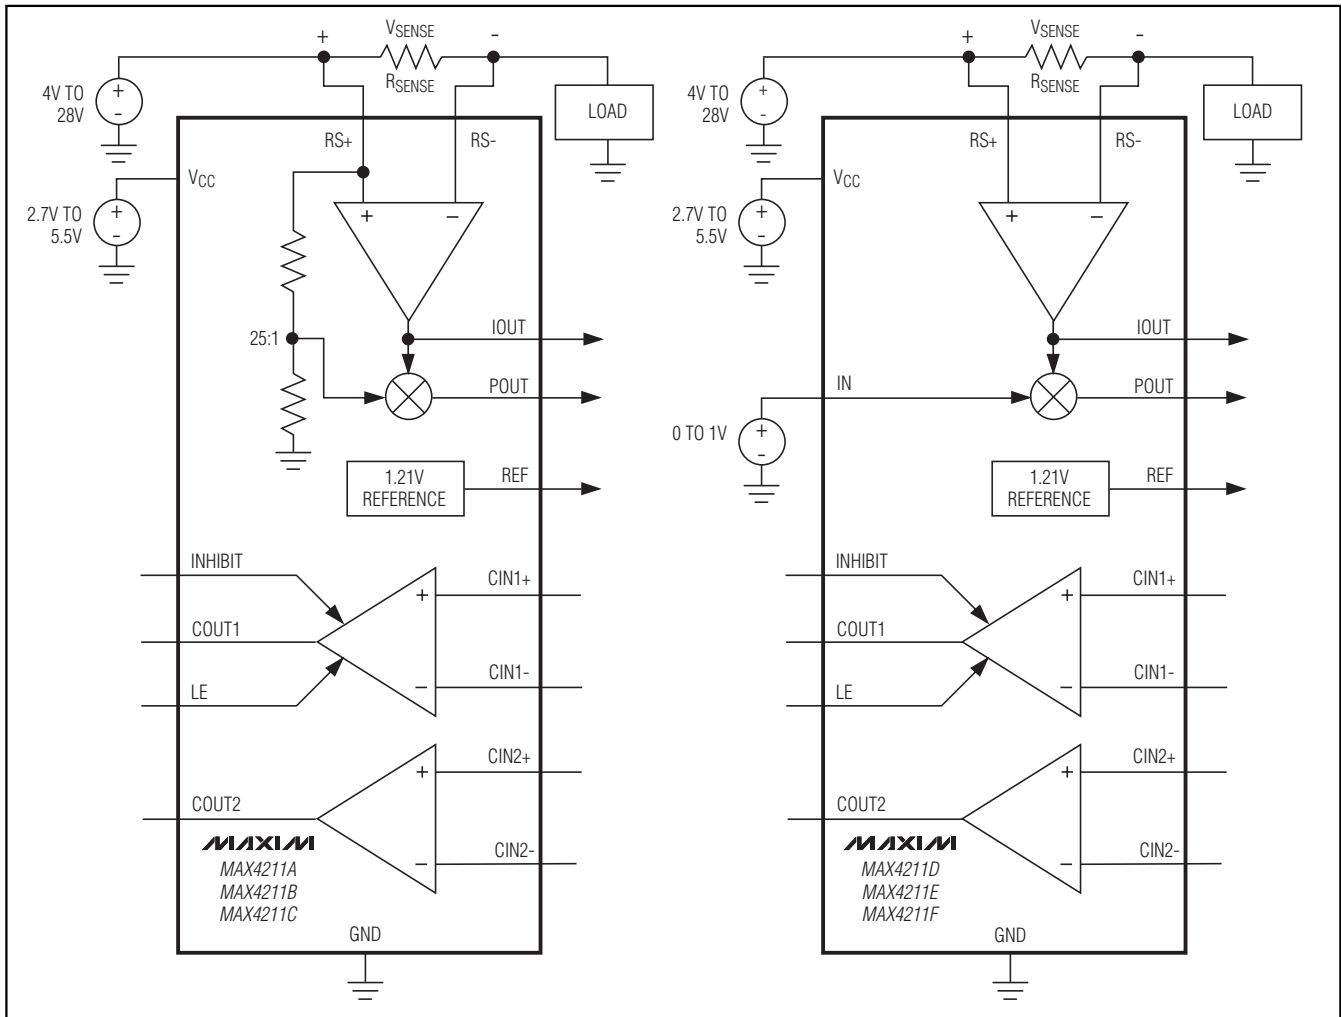 +
VSENSE
-
RSENSE
4V TO
28V
+
-
LOAD
RS+
RS-
VCC
2.7V TO
5.5V
+
-
+
−
25:1
IOUT
POUT
1.21V
REFERENCE
REF
INHIBIT
COUT1
LE
+
−
CIN1+
CIN1-
COUT2
+
−
CIN2+
CIN2-
MAXIM
MAX4211A
MAX4211B
MAX4211C
GND
+
VSENSE
-
RSENSE
4V TO
28V
+
-
LOAD
RS+
RS-
VCC
2.7V TO
5.5V
+
-
+
−
IOUT
IN
POUT
0 TO 1V
+
-
1.21V
REFERENCE
REF
INHIBIT
COUT1
LE
+
−
CIN1+
CIN1-
COUT2
+
−
CIN2+
CIN2-
MAXIM
MAX4211D
MAX4211E
MAX4211F
GND